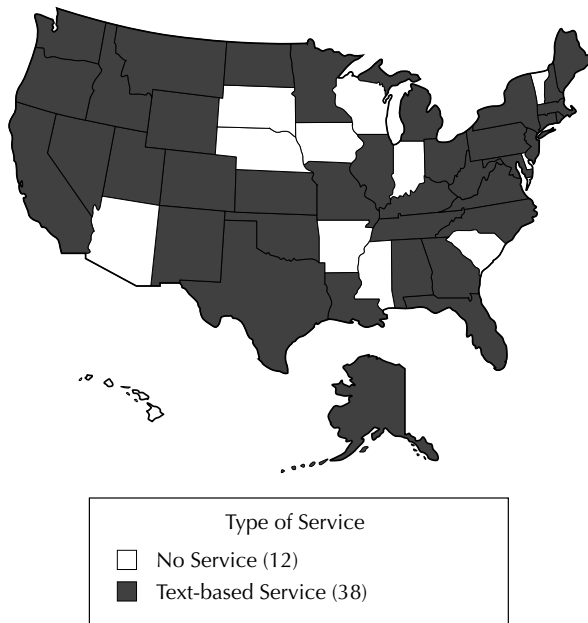 Type of Service
No Service (12)
Text-based Service (38)